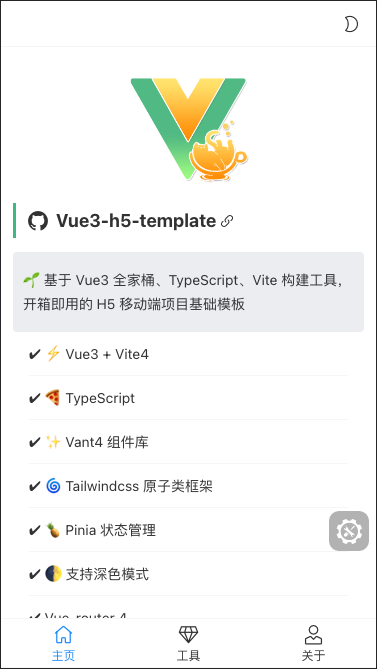 Vue3-h5-template
🌱 基于 Vue3 全家桶、TypeScript、Vite 构建工具，
开箱即用的 H5 移动端项目基础模板
✔ ⚡ Vue3 + Vite4
✔ 🍕 TypeScript
✔ ✨ Vant4 组件库
✔ 🌀 Tailwindcss 原子类框架
✔ 🍍 Pinia 状态管理
✔ 🌓 支持深色模式
✔ Vue-router 4
主页
工具
关于